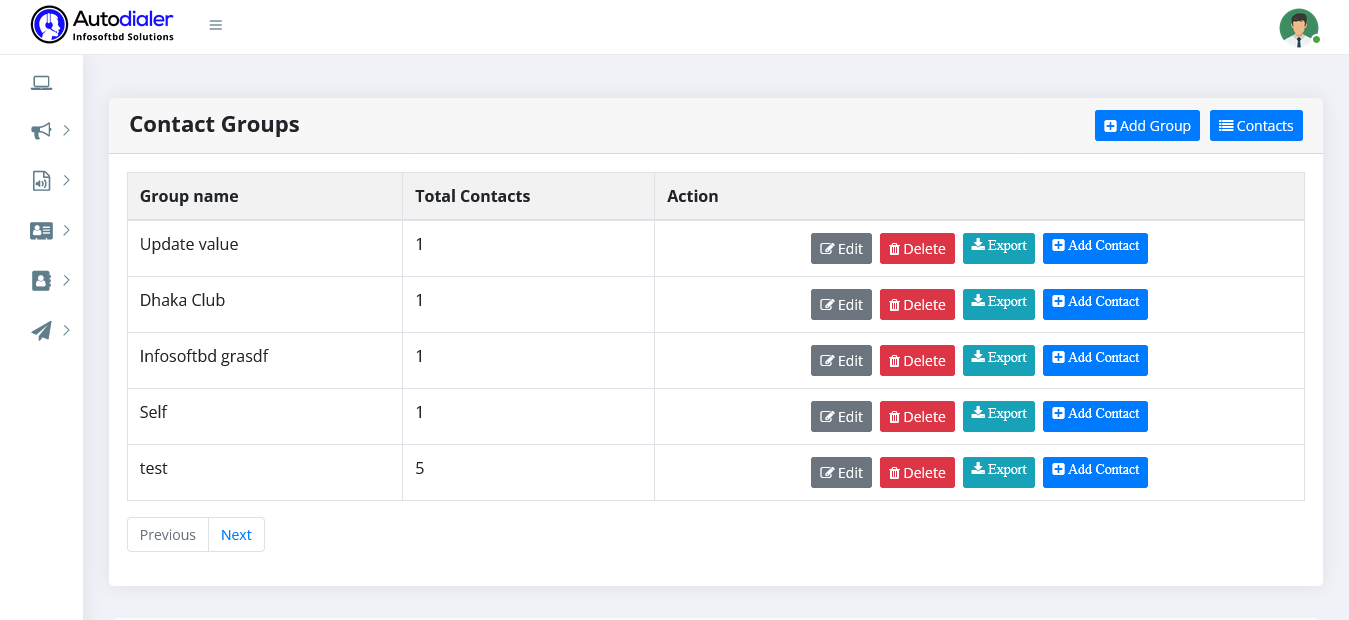 Autodialer
Infosoftbd Solutions
Contact Groups
Add Group
Contacts
Group name Total Contacts Action
Update value 1 Edit Delete Export Add Contact
Dhaka Club 1 Edit Delete Export Add Contact
Infosoftbd grasdf 1 Edit Delete Export Add Contact
Self 1 Edit Delete Export Add Contact
test 5 Edit Delete Export Add Contact
Previous Next